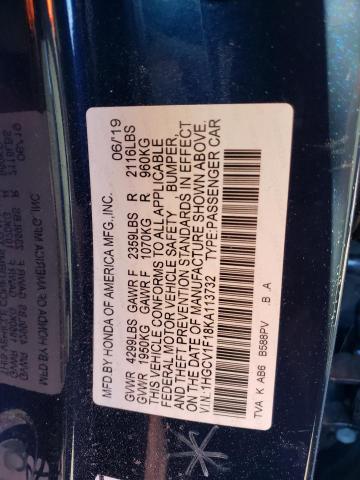 MFD.BY HONDA OF AMERICA MFG.,INC. 06/19
GVWR 4299LBS GAWR F 2359LBS R 2116LBS
GVWR 1950KG GAWR F 1070KG R 960KG
THIS VEHICLE CONFORMS TO ALL APPLICABLE
FEDERAL MOTOR VEHICLE SAFETY, BUMPER,
AND THEFT PREVENTION STANDARDS IN EFFECT
ON THE DATE OF MANUFACTURE SHOWN ABOVE.
V.I.N.:1HGCV1F18KA113732 TYPE:PASSENGER CAR
TVA K AB6 B588PV .B .A